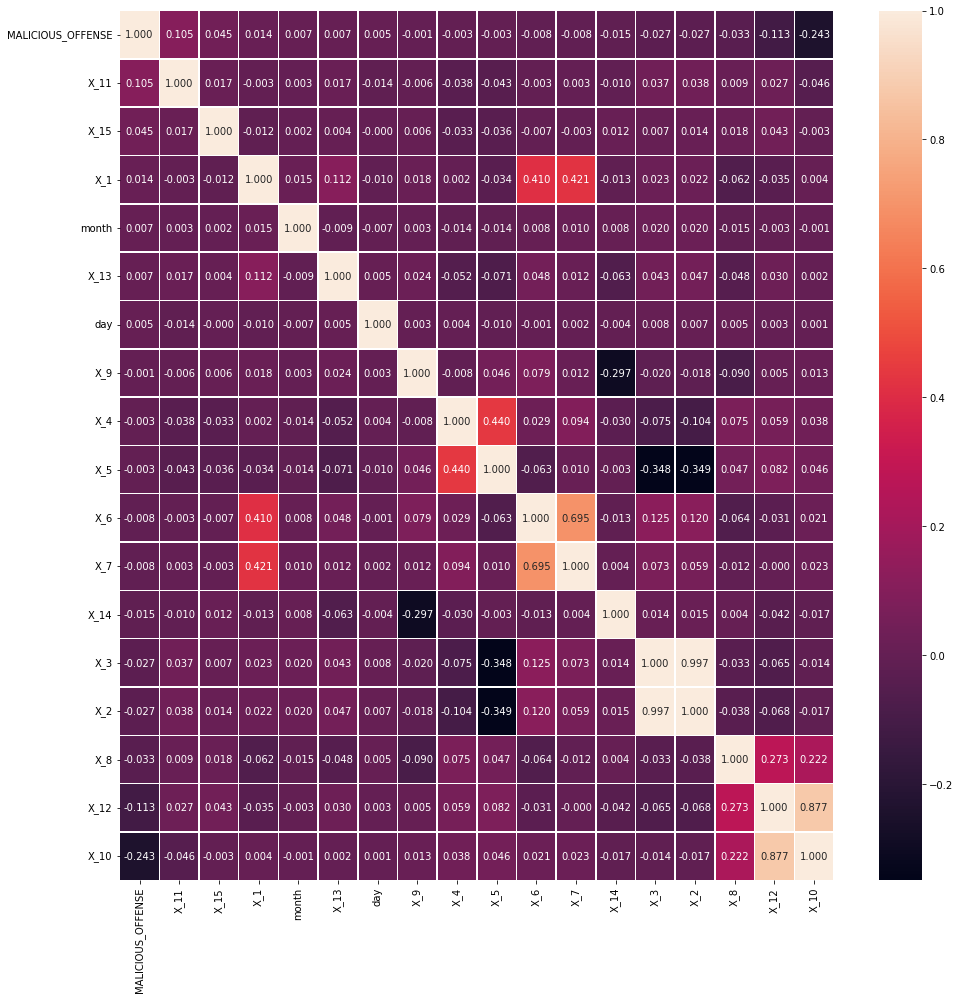 MALICIOUS_OFFENSE 1.000 0.105 0.045 0.014 0.007 0.007 0.005 -0.001 -0.003 -0.003 -0.008 -0.008 -0.015 -0.027 -0.027 -0.033 -0.113 -0.243
X_11 0.105 1.000 0.017 -0.003 0.003 0.017 -0.014 -0.006 -0.038 -0.043 -0.003 0.003 -0.010 0.037 0.038 0.009 0.027 -0.046
X_15 0.045 0.017 1.000 -0.012 0.002 0.004 -0.000 0.006 -0.033 -0.036 -0.007 -0.003 0.012 0.007 0.014 0.018 0.043 -0.003
X_1 0.014 -0.003 -0.012 1.000 0.015 0.112 -0.010 0.018 0.002 -0.034 0.410 0.421 -0.013 0.023 0.022 -0.062 -0.035 0.004
month 0.007 0.003 0.002 0.015 1.000 -0.009 -0.007 0.003 -0.014 -0.014 0.008 0.010 0.008 0.020 0.020 -0.015 -0.003 -0.001
X_13 0.007 0.017 0.004 0.112 -0.009 1.000 0.005 0.024 -0.052 -0.071 0.048 0.012 -0.063 0.043 0.047 -0.048 0.030 0.002
day 0.005 -0.014 -0.000 -0.010 -0.007 0.005 1.000 0.003 0.004 -0.010 -0.001 0.002 -0.004 0.008 0.007 0.005 0.003 0.001
X_9 -0.001 -0.006 0.006 0.018 0.003 0.024 0.003 1.000 -0.008 0.046 0.079 0.012 -0.297 -0.020 -0.018 -0.090 0.005 0.013
X_4 -0.003 -0.038 -0.033 0.002 -0.014 -0.052 0.004 -0.008 1.000 0.440 0.029 0.094 -0.030 -0.075 -0.104 0.075 0.059 0.038
X_5 -0.003 -0.043 -0.036 -0.034 -0.014 -0.071 -0.010 0.046 0.440 1.000 -0.063 0.010 -0.003 -0.348 -0.349 0.047 0.082 0.046
X_6 -0.008 -0.003 -0.007 0.410 0.008 0.048 -0.001 0.079 0.029 -0.063 1.000 0.695 -0.013 0.125 0.120 -0.064 -0.031 0.021
X_7 -0.008 0.003 -0.003 0.421 0.010 0.012 0.002 0.012 0.094 0.010 0.695 1.000 0.004 0.073 0.059 -0.012 -0.000 0.023
X_14 -0.015 -0.010 0.012 -0.013 0.008 -0.063 -0.004 -0.297 -0.030 -0.003 -0.013 0.004 1.000 0.014 0.015 0.004 -0.042 -0.017
X_3 -0.027 0.037 0.007 0.023 0.020 0.043 0.008 -0.020 -0.075 -0.348 0.125 0.073 0.014 1.000 0.997 -0.033 -0.065 -0.014
X_2 -0.027 0.038 0.014 0.022 0.020 0.047 0.007 -0.018 -0.104 -0.349 0.120 0.059 0.015 0.997 1.000 -0.038 -0.068 -0.017
X_8 -0.033 0.009 0.018 -0.062 -0.015 -0.048 0.005 -0.090 0.075 0.047 -0.064 -0.012 0.004 -0.033 -0.038 1.000 0.273 0.222
X_12 -0.113 0.027 0.043 -0.035 -0.003 0.030 0.003 0.005 0.059 0.082 -0.031 -0.000 -0.042 -0.065 -0.068 0.273 1.000 0.877
X_10 -0.243 -0.046 -0.003 0.004 -0.001 0.002 0.001 0.013 0.038 0.046 0.021 0.023 -0.017 -0.014 -0.017 0.222 0.877 1.000
MALICIOUS_OFFENSE X_11 X_15 X_1 month X_13 day X_9 X_4 X_5 X_6 X_7 X_14 X_3 X_2 X_8 X_12 X_10
1.0
0.8
0.6
0.4
0.2
0.0
−0.2